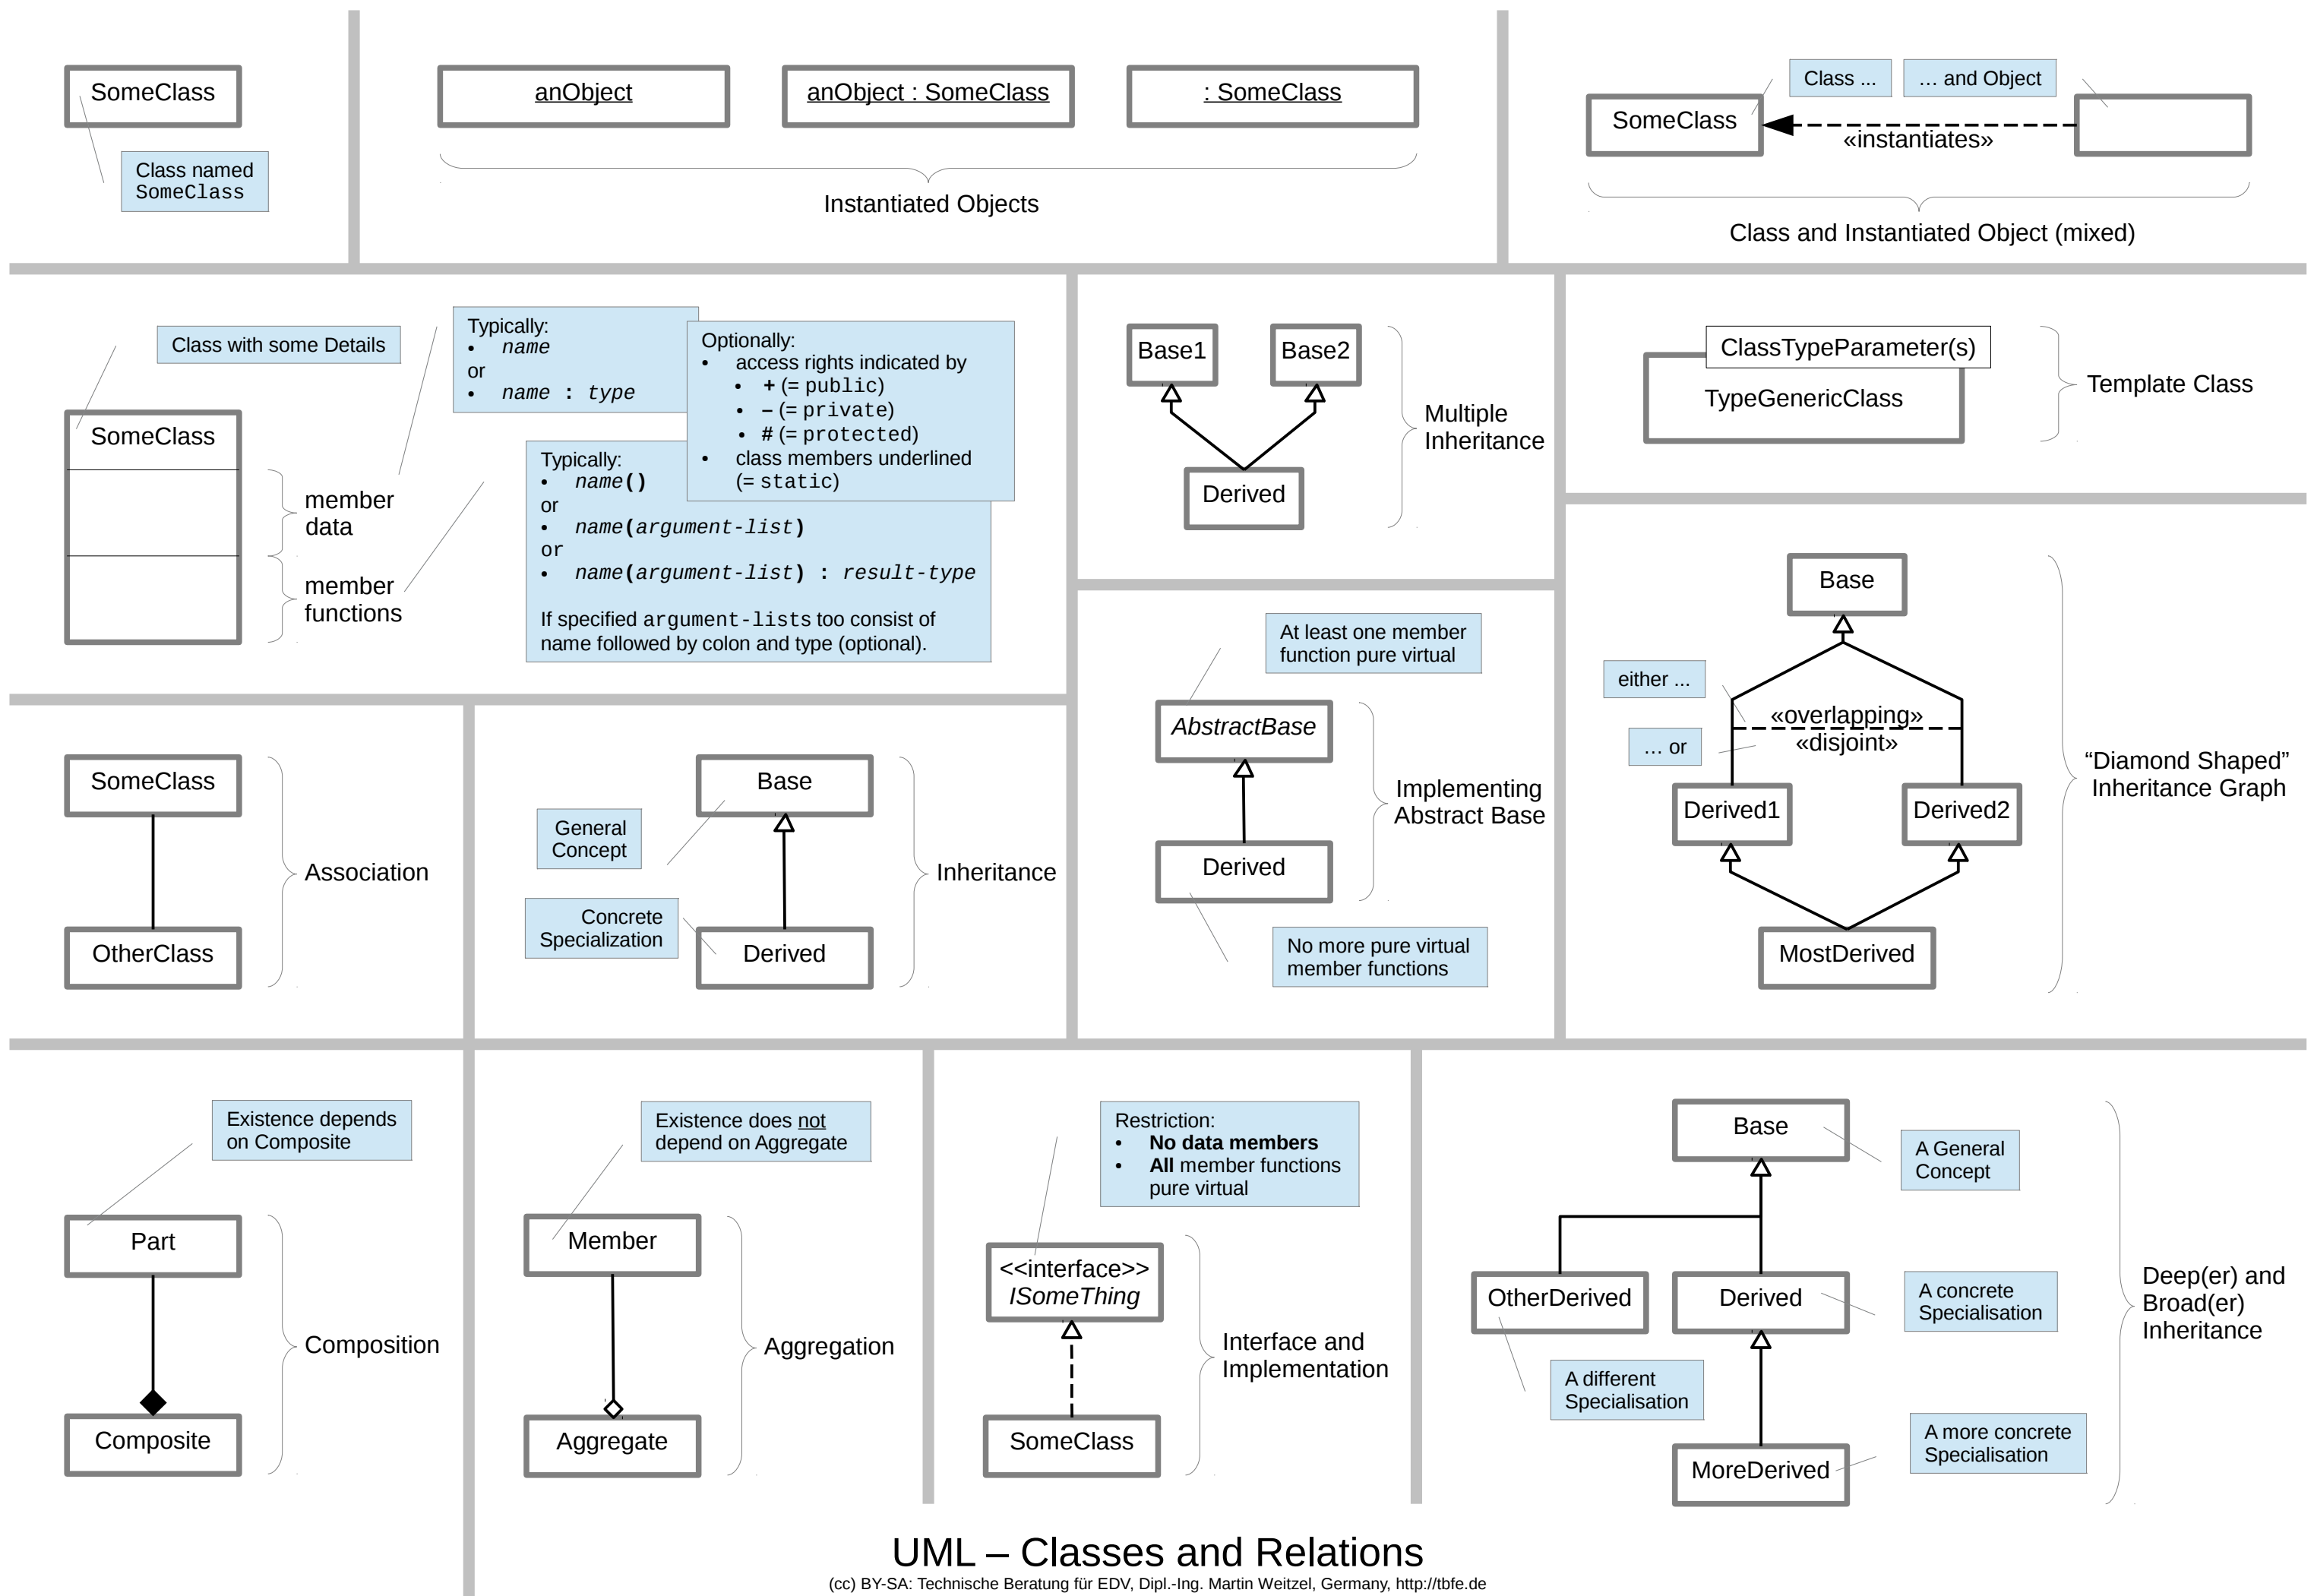 SomeClass
Class named
SomeClass
anObject
anObject : SomeClass
: SomeClass
Instantiated Objects
Class ...
… and Object
SomeClass
«instantiates»
Class and Instantiated Object (mixed)
Class with some Details
SomeClass
member
data
member
functions
Typically:
• name
or
• name : type
Optionally:
• access rights indicated by
• + (= public)
• – (= private)
• # (= protected)
• class members underlined
(= static)
Typically:
• name()
or
• name(argument-list)
or
• name(argument-list) : result-type
If specified argument-lists too consist of
name followed by colon and type (optional).
Base1
Base2
Derived
Multiple
Inheritance
ClassTypeParameter(s)
TypeGenericClass
Template Class
At least one member
function pure virtual
AbstractBase
Derived
Implementing
Abstract Base
No more pure virtual
member functions
Base
either ...
… or
«overlapping»
«disjoint»
Derived1
Derived2
MostDerived
“Diamond Shaped”
Inheritance Graph
SomeClass
OtherClass
Association
Base
General
Concept
Concrete
Specialization
Derived
Inheritance
Existence depends
on Composite
Part
Composite
Composition
Existence does not
depend on Aggregate
Member
Aggregate
Aggregation
Restriction:
• No data members
• All member functions
pure virtual
<<interface>>
ISomeThing
SomeClass
Interface and
Implementation
Base
A General
Concept
OtherDerived
Derived
A concrete
Specialisation
A different
Specialisation
MoreDerived
A more concrete
Specialisation
Deep(er) and
Broad(er)
Inheritance
UML – Classes and Relations
(cc) BY-SA: Technische Beratung für EDV, Dipl.-Ing. Martin Weitzel, Germany, http://tbfe.de